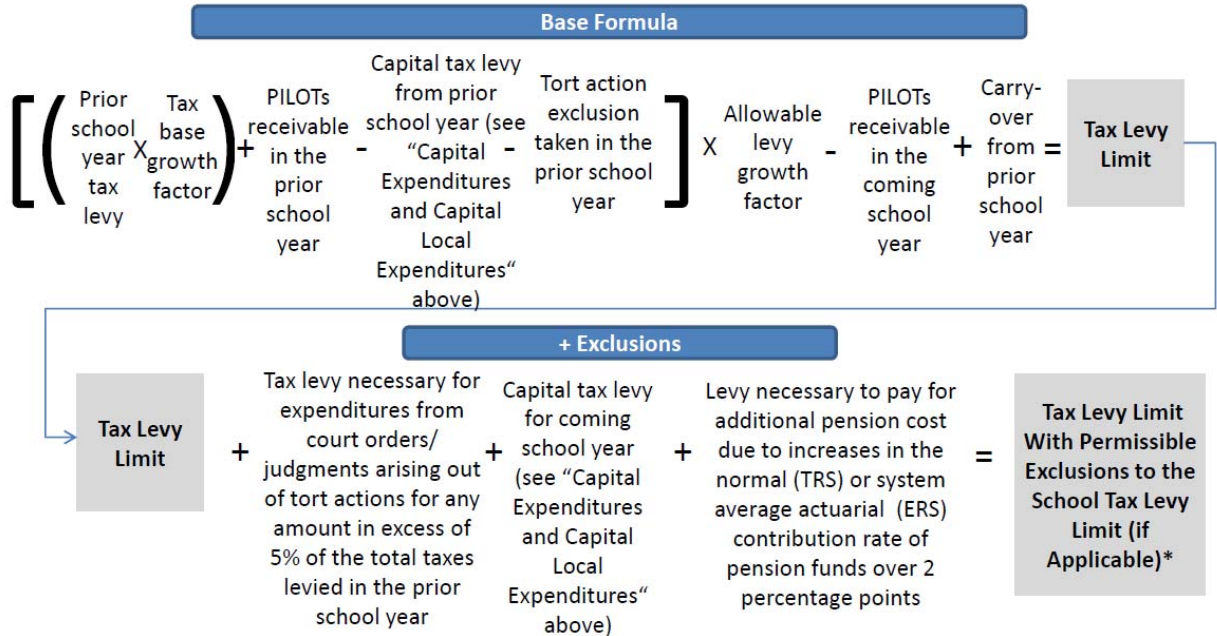 Base Formula
[
(
Prior
school
year
tax
levy
X
Tax
base
growth
factor
)
+
PILOTs
receivable
in the
prior
school
year
-
Capital tax levy
from prior
school year (see
“Capital
Expenditures
and Capital
Local
Expenditures“
above)
-
Tort action
exclusion
taken in the
prior school
year
]
X
Allowable
levy
growth
factor
-
PILOTs
receivable
in the
coming
school
year
+
Carry-
over
from
prior
school
year
=
Tax Levy
Limit
+ Exclusions
Tax Levy
Limit
+
Tax levy necessary for
expenditures from
court orders/
judgments arising out
of tort actions for any
amount in excess of
5% of the total taxes
levied in the prior
school year
+
Capital tax levy
for coming
school year
(see “Capital
Expenditures
and Capital
Local
Expenditures“
above)
+
Levy necessary to pay for
additional pension cost
due to increases in the
normal (TRS) or system
average actuarial (ERS)
contribution rate of
pension funds over 2
percentage points
=
Tax Levy Limit
With Permissible
Exclusions to the
School Tax Levy
Limit (if
Applicable)*